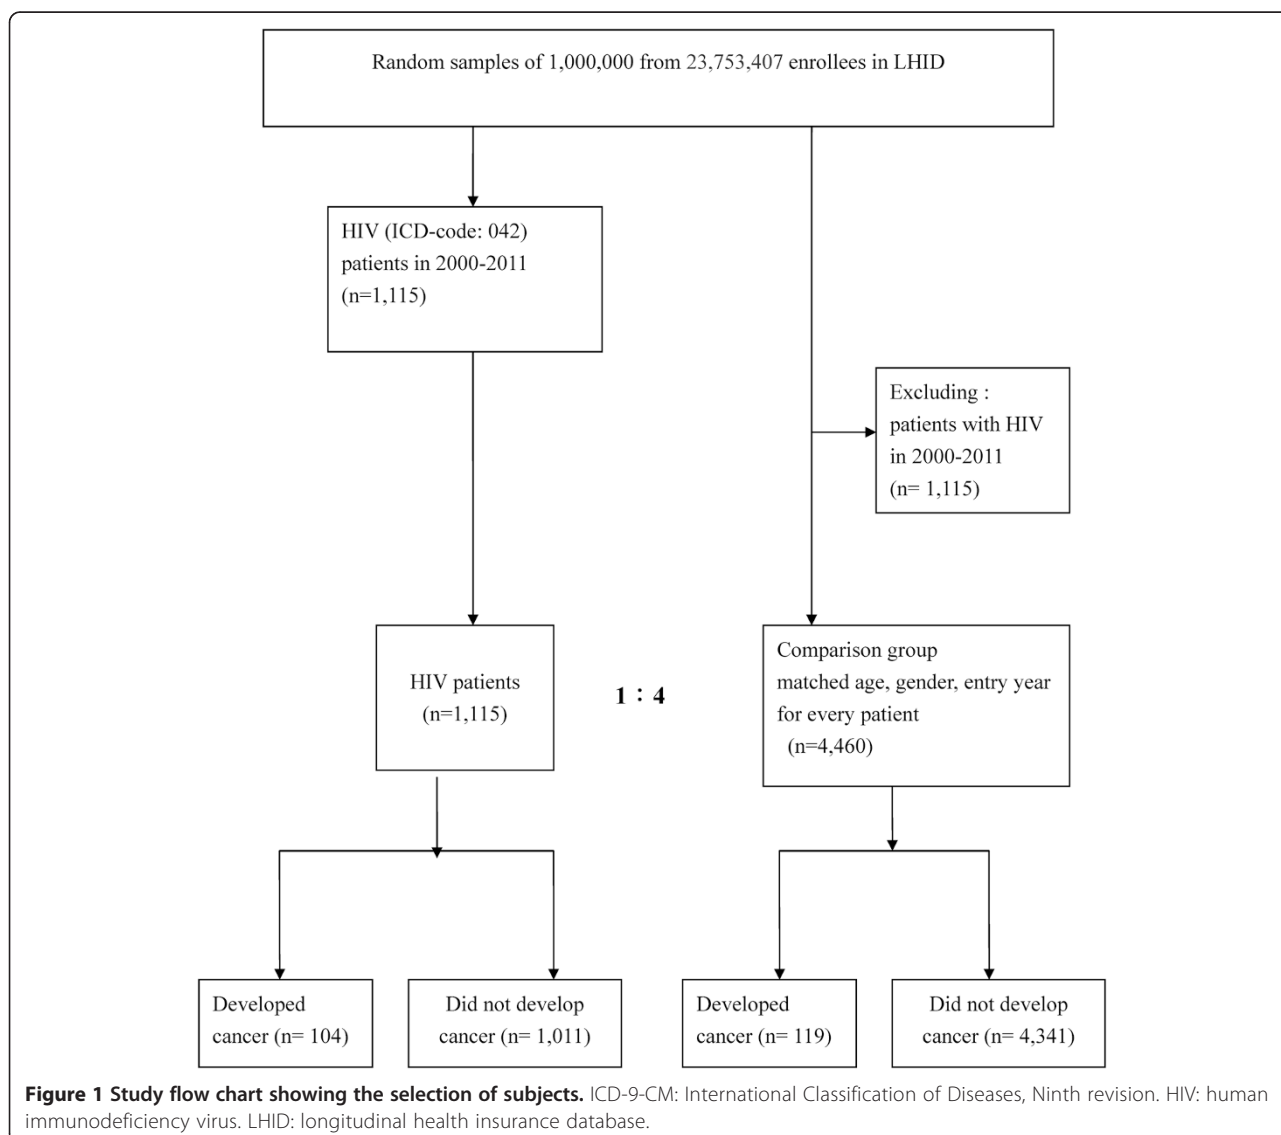 Random samples of 1,000,000 from 23,753,407 enrollees in LHID
HIV (ICD-code: 042)
patients in 2000-2011
(n=1,115)
Excluding :
patients with HIV
in 2000-2011
(n= 1,115)
HIV patients
(n=1,115)
1 : 4
Comparison group
matched age, gender, entry year
for every patient
(n=4,460)
Developed
cancer (n= 104)
Did not develop
cancer (n= 1,011)
Developed
cancer (n= 119)
Did not develop
cancer (n= 4,341)
Figure 1 Study flow chart showing the selection of subjects. ICD-9-CM: International Classification of Diseases, Ninth revision. HIV: human
immunodeficiency virus. LHID: longitudinal health insurance database.